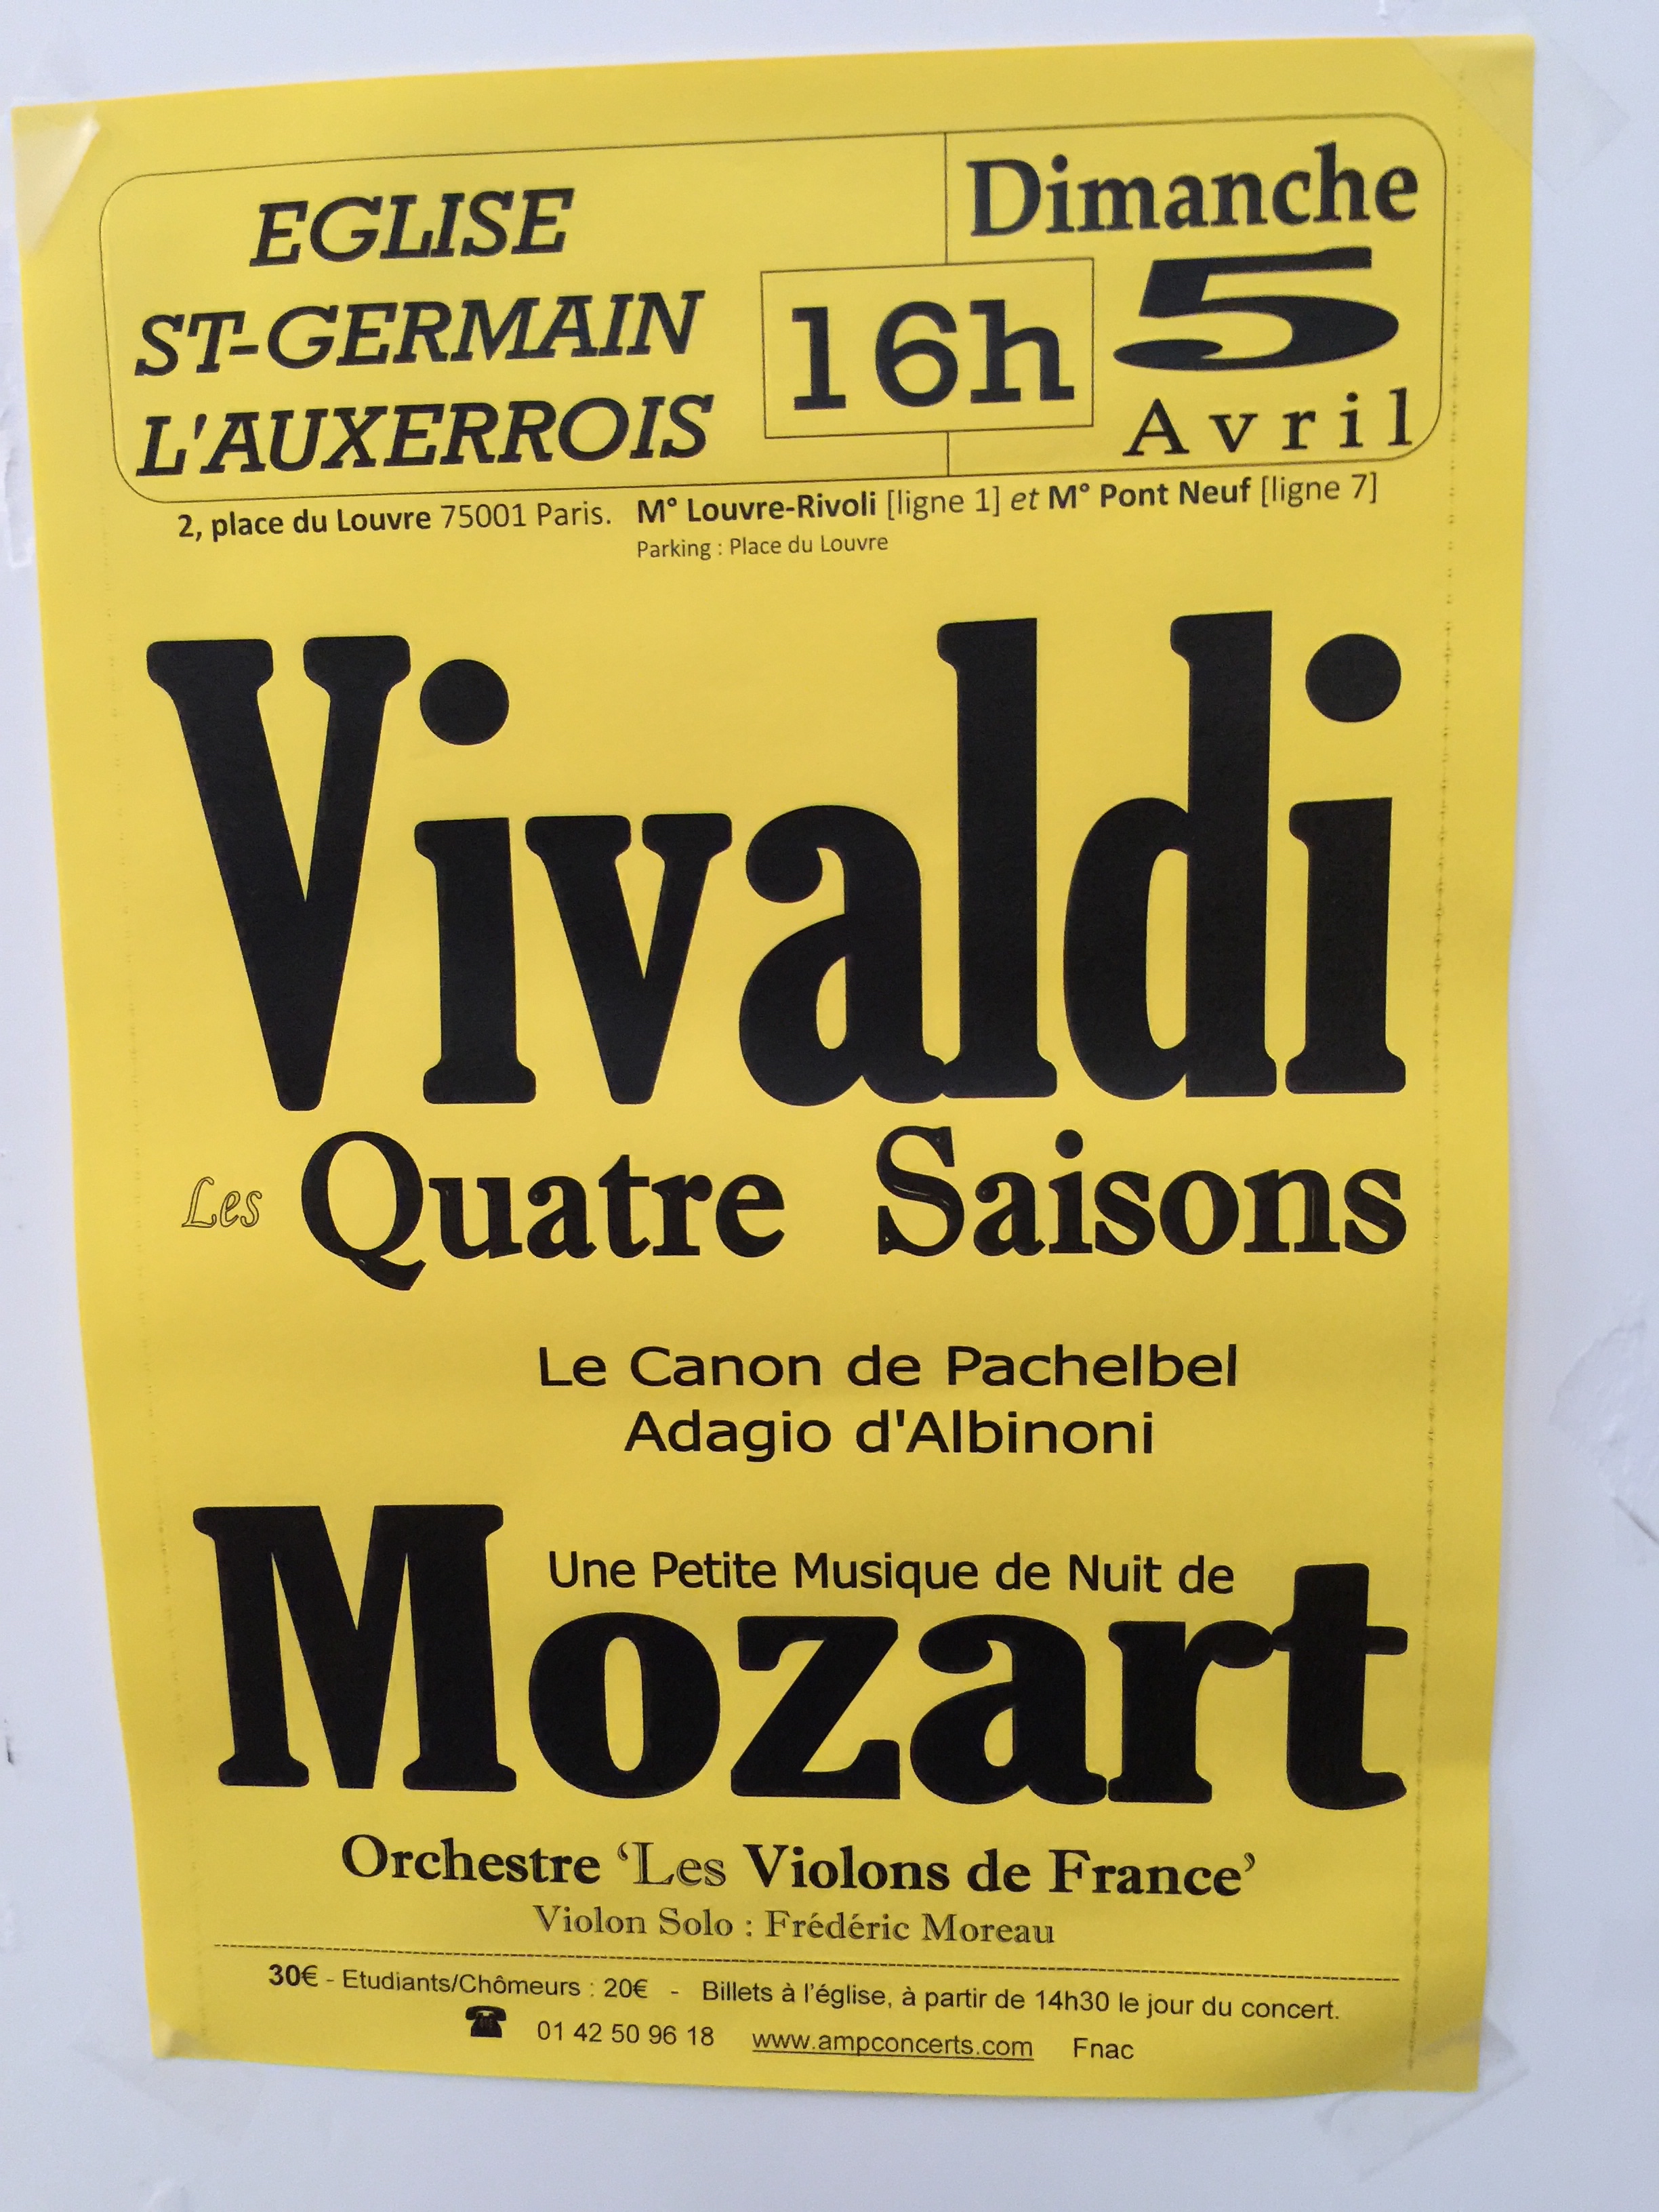 EGLISE
ST-GERMAIN
L'AUXERROIS
16h
Dimanche
5
Avril
2, place du Louvre 75001 Paris. M° Louvre-Rivoli [ligne 1] et M° Pont Neuf [ligne 7]
Parking : Place du Louvre
Vivaldi
Les Quatre Saisons
Le Canon de Pachelbel
Adagio d'Albinoni
Une Petite Musique de Nuit de
Mozart
Orchestre ‘Les Violons de France’
Violon Solo : Frédéric Moreau
30€ - Etudiants/Chômeurs : 20€ - Billets à l'église, à partir de 14h30 le jour du concert.
01 42 50 96 18 www.ampconcerts.com Fnac